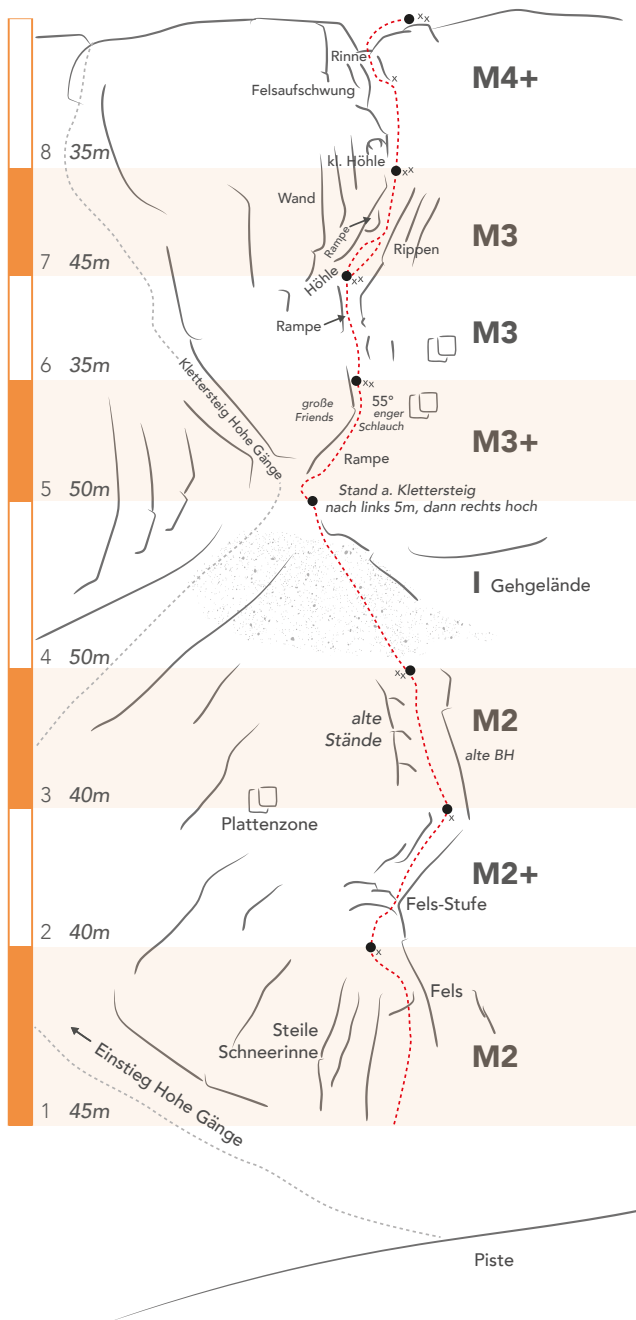 x x
Rinne
M4+
x
Felsaufschwung
kl. Höhle
8 35m
x x
Wand
Rampe
Rippen
M3
7 45m
Höhle
x x
Rampe
M3
6 35m
x x
Klettersteig Hohe Gänge
große
Friends
55°
enger
Schlauch
M3+
Rampe
5 50m
Stand a. Klettersteig
nach links 5m, dann rechts hoch
I Gehgelände
4 50m
x x
alte
Stände
M2
alte BH
3 40m
x
Plattenzone
M2+
Fels-Stufe
2 40m
x
Fels
Steile
Schneerinne
M2
Einstieg Hohe Gänge
1 45m
Piste